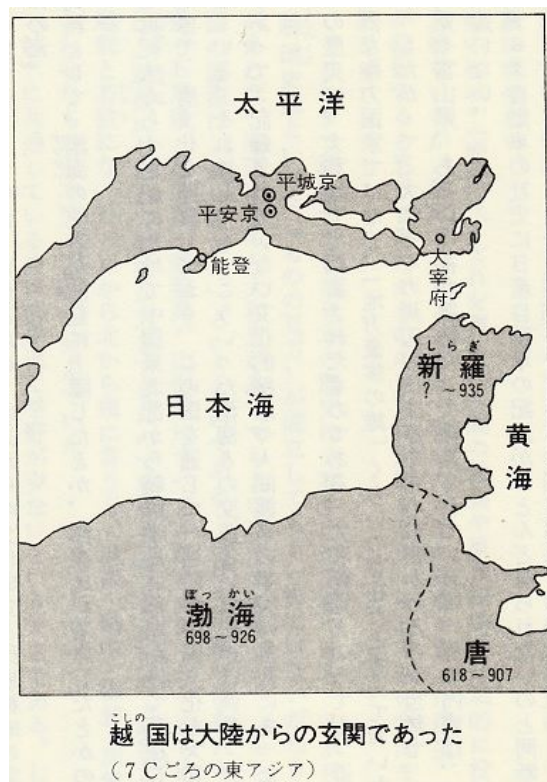 太平洋
平城京
平安京
能登
大宰府
しらぎ
新羅
? ~935
日本海
黄海
ぼっかい
渤海
698~926
唐
618~907
こしの
越国は大陸からの玄関であった
(7Cごろの東アジア)